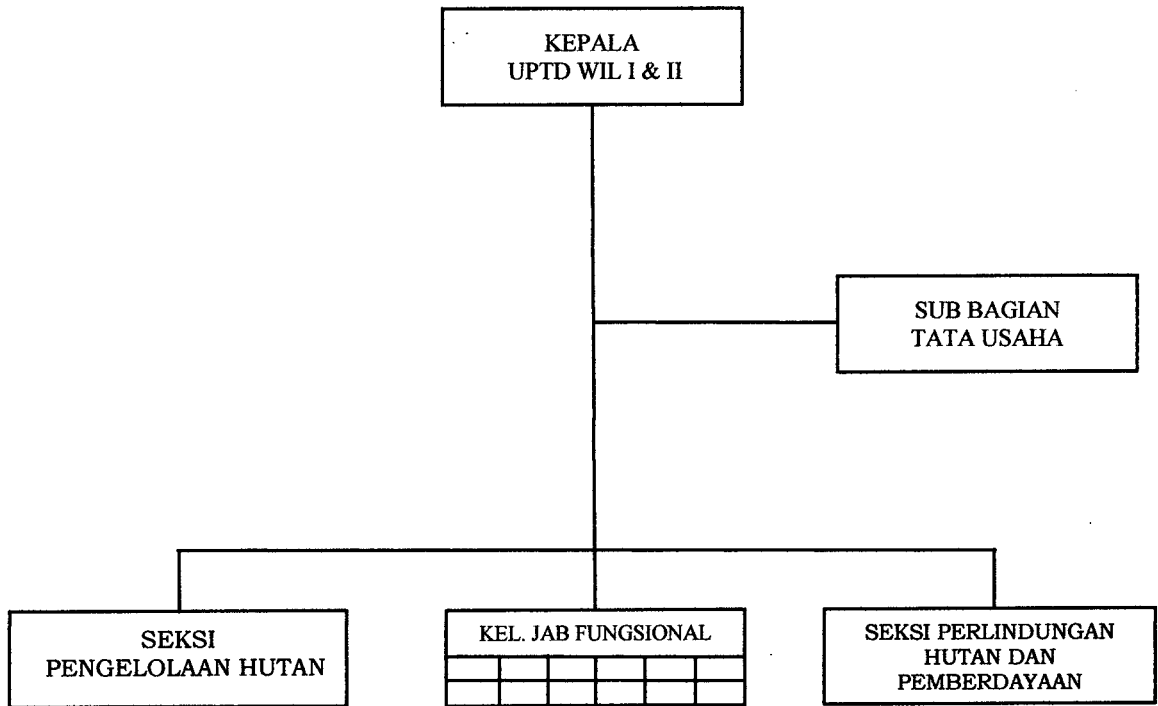 KEPALA
UPTD WIL I & II
SUB BAGIAN
TATA USAHA
SEKSI
PENGELOLAAN HUTAN
KEL. JAB FUNGSIONAL
SEKSI PERLINDUNGAN
HUTAN DAN
PEMBERDAYAAN